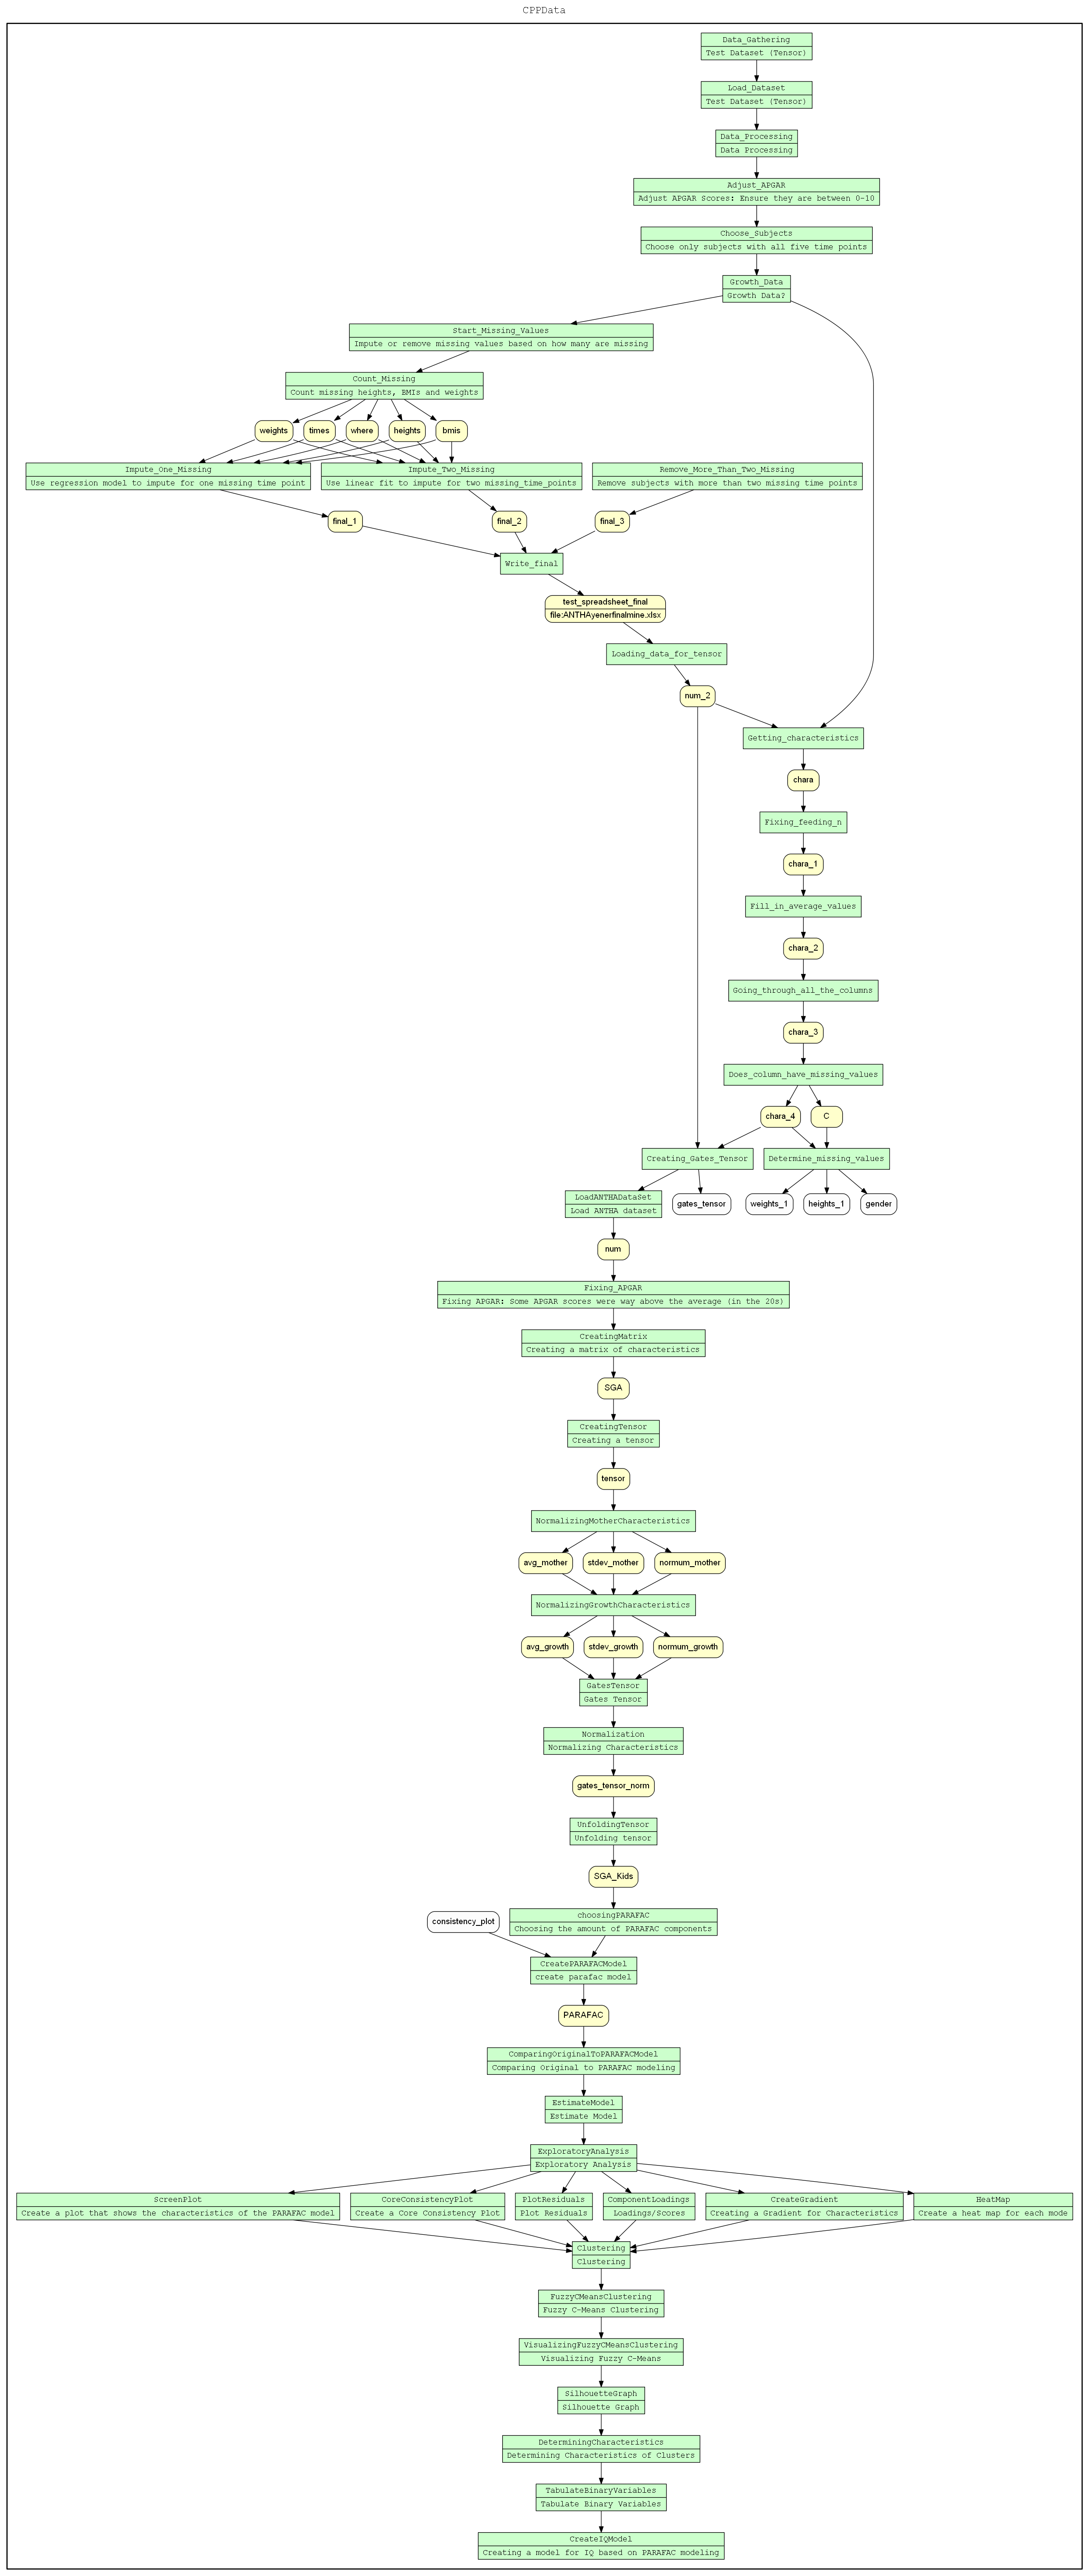 CPPData
Data_Gathering
Test Dataset (Tensor)
Load_Dataset
Test Dataset (Tensor)
Data_Processing
Data Processing
Adjust_APGAR
Adjust APGAR Scores: Ensure they are between 0-10
Choose_Subjects
Choose only subjects with all five time points
Growth_Data
Growth Data?
Start_Missing_Values
Impute or remove missing values based on how many are missing
Count_Missing
Count missing heights, BMIs and weights
weights
times
where
heights
bmis
Impute_One_Missing
Use regression model to impute for one missing time point
Impute_Two_Missing
Use linear fit to impute for two missing_time_points
Remove_More_Than_Two_Missing
Remove subjects with more than two missing time points
final_1
final_2
final_3
Write_final
test_spreadsheet_final
file:ANTHAyenerfinalmine.xlsx
Loading_data_for_tensor
num_2
Getting_characteristics
chara
Fixing_feeding_n
chara_1
Fill_in_average_values
chara_2
Going_through_all_the_columns
chara_3
Does_column_have_missing_values
chara_4
C
Creating_Gates_Tensor
Determine_missing_values
LoadANTHADataSet
Load ANTHA dataset
gates_tensor
weights_1
heights_1
gender
num
Fixing_APGAR
Fixing APGAR: Some APGAR scores were way above the average (in the 20s)
CreatingMatrix
Creating a matrix of characteristics
SGA
CreatingTensor
Creating a tensor
tensor
NormalizingMotherCharacteristics
avg_mother
stdev_mother
normum_mother
NormalizingGrowthCharacteristics
avg_growth
stdev_growth
normum_growth
GatesTensor
Gates Tensor
Normalization
Normalizing Characteristics
gates_tensor_norm
UnfoldingTensor
Unfolding tensor
SGA_Kids
consistency_plot
choosingPARAFAC
Choosing the amount of PARAFAC components
CreatePARAFACModel
create parafac model
PARAFAC
ComparingOriginalToPARAFACModel
Comparing Original to PARAFAC modeling
EstimateModel
Estimate Model
ExploratoryAnalysis
Exploratory Analysis
ScreenPlot
Create a plot that shows the characteristics of the PARAFAC model
CoreConsistencyPlot
Create a Core Consistency Plot
PlotResiduals
Plot Residuals
ComponentLoadings
Loadings/Scores
CreateGradient
Creating a Gradient for Characteristics
HeatMap
Create a heat map for each mode
Clustering
Clustering
FuzzyCMeansClustering
Fuzzy C-Means Clustering
VisualizingFuzzyCMeansClustering
Visualizing Fuzzy C-Means
SilhouetteGraph
Silhouette Graph
DeterminingCharacteristics
Determining Characteristics of Clusters
TabulateBinaryVariables
Tabulate Binary Variables
CreateIQModel
Creating a model for IQ based on PARAFAC modeling